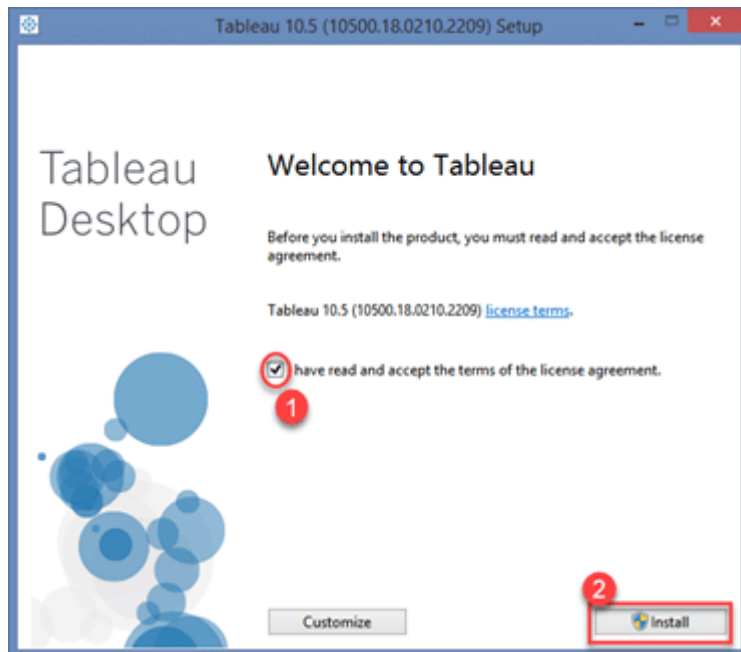 Tableau 10.5 (10500.18.0210.2209) Setup
Tableau
Desktop
Welcome to Tableau
Before you install the product, you must read and accept the license
agreement.
Tableau 10.5 (10500.18.0210.2209) license terms.
have read and accept the terms of the license agreement.
1
2
Customize
Install